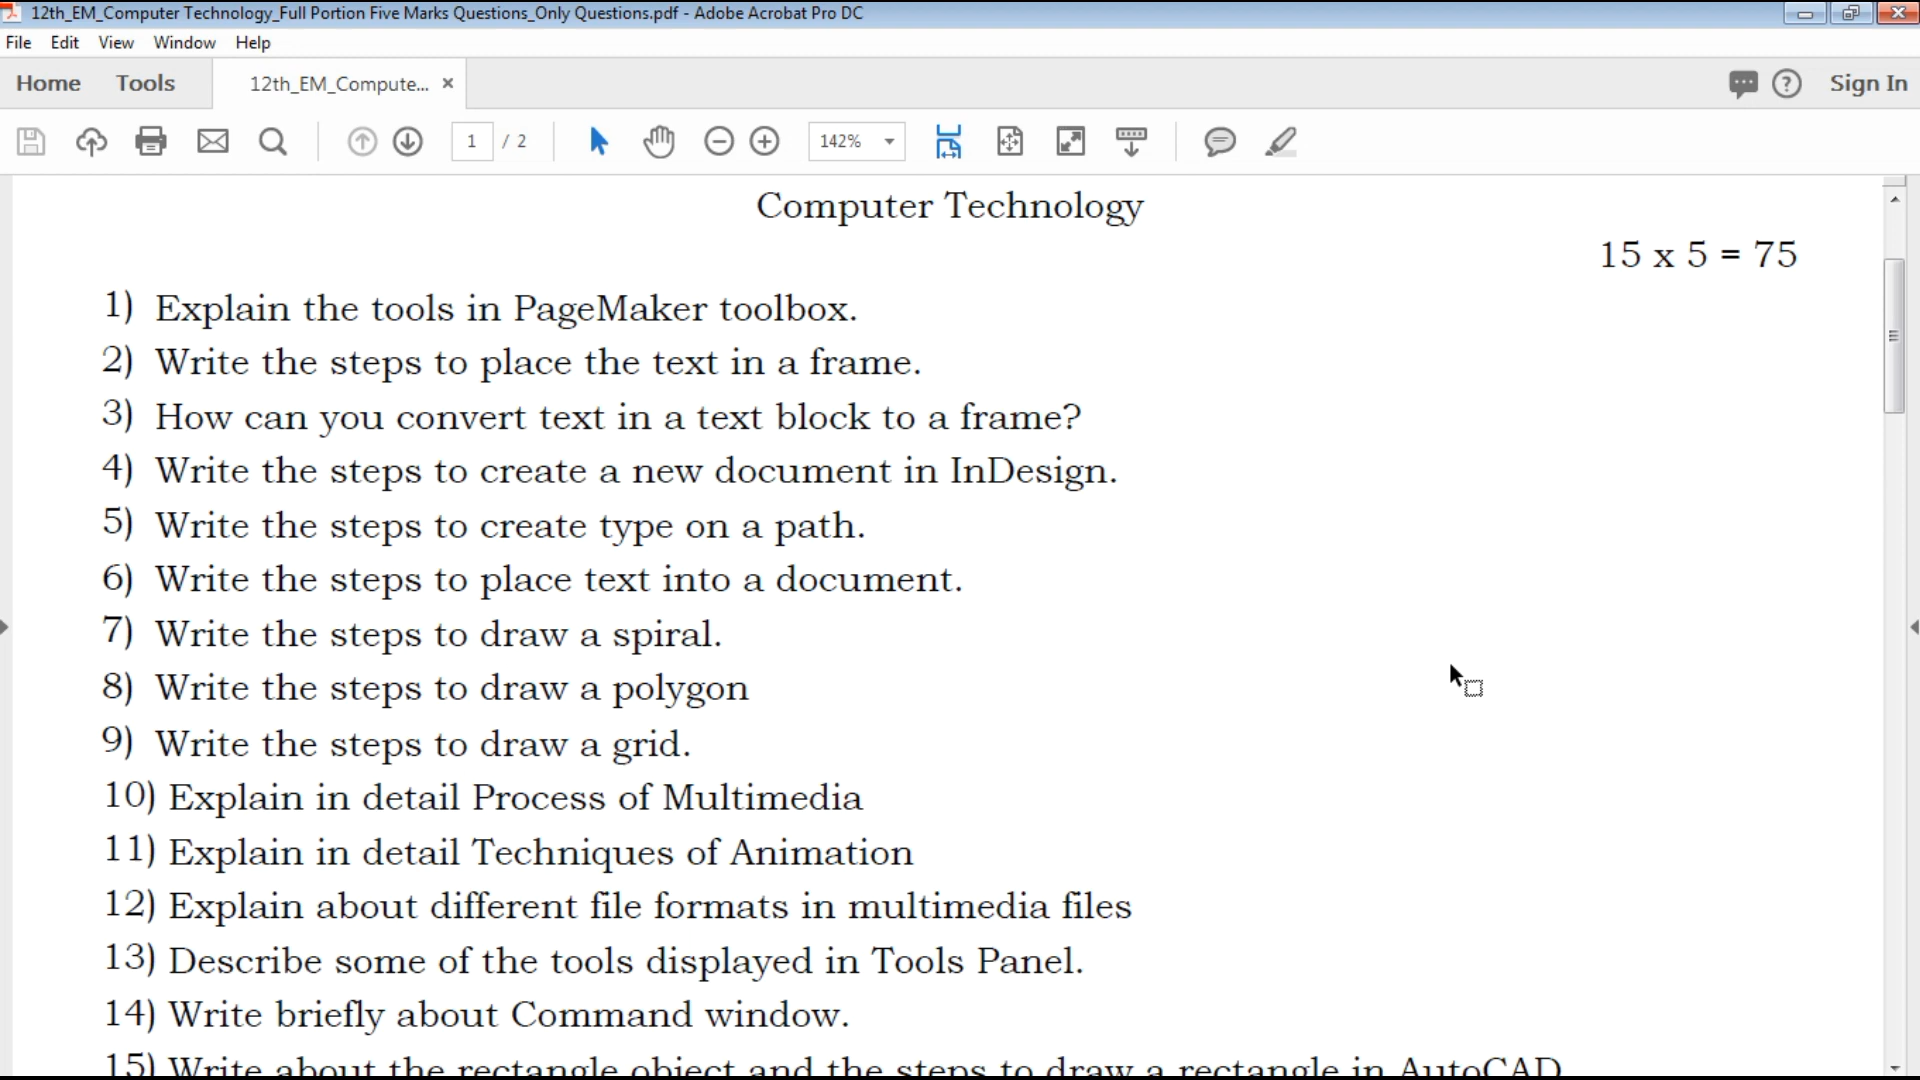 12th_EM_Computer Technology_Full Portion Five Marks Questions_Only Questions.pdf - Adobe Acrobat Pro DC
File Edit View Window Help
Home Tools 12th_EM_Compute... × Sign In
1 / 2 142%
Computer Technology
15 x 5 = 75
1) Explain the tools in PageMaker toolbox.
2) Write the steps to place the text in a frame.
3) How can you convert text in a text block to a frame?
4) Write the steps to create a new document in InDesign.
5) Write the steps to create type on a path.
6) Write the steps to place text into a document.
7) Write the steps to draw a spiral.
8) Write the steps to draw a polygon
9) Write the steps to draw a grid.
10) Explain in detail Process of Multimedia
11) Explain in detail Techniques of Animation
12) Explain about different file formats in multimedia files
13) Describe some of the tools displayed in Tools Panel.
14) Write briefly about Command window.
15) Write about the rectangle object and the steps to draw a rectangle in AutoCAD